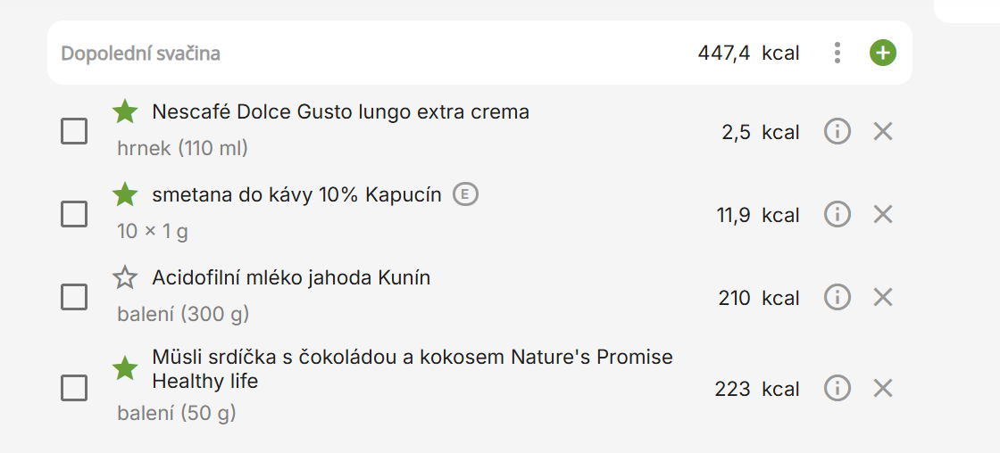 Dopolední svačina 447,4 kcal
Nescafé Dolce Gusto lungo extra crema
hrnek (110 ml)
2,5 kcal
smetana do kávy 10% Kapucín E
10 × 1 g
11,9 kcal
Acidofilní mléko jahoda Kunín
balení (300 g)
210 kcal
Müsli srdíčka s čokoládou a kokosem Nature's Promise
Healthy life
balení (50 g)
223 kcal